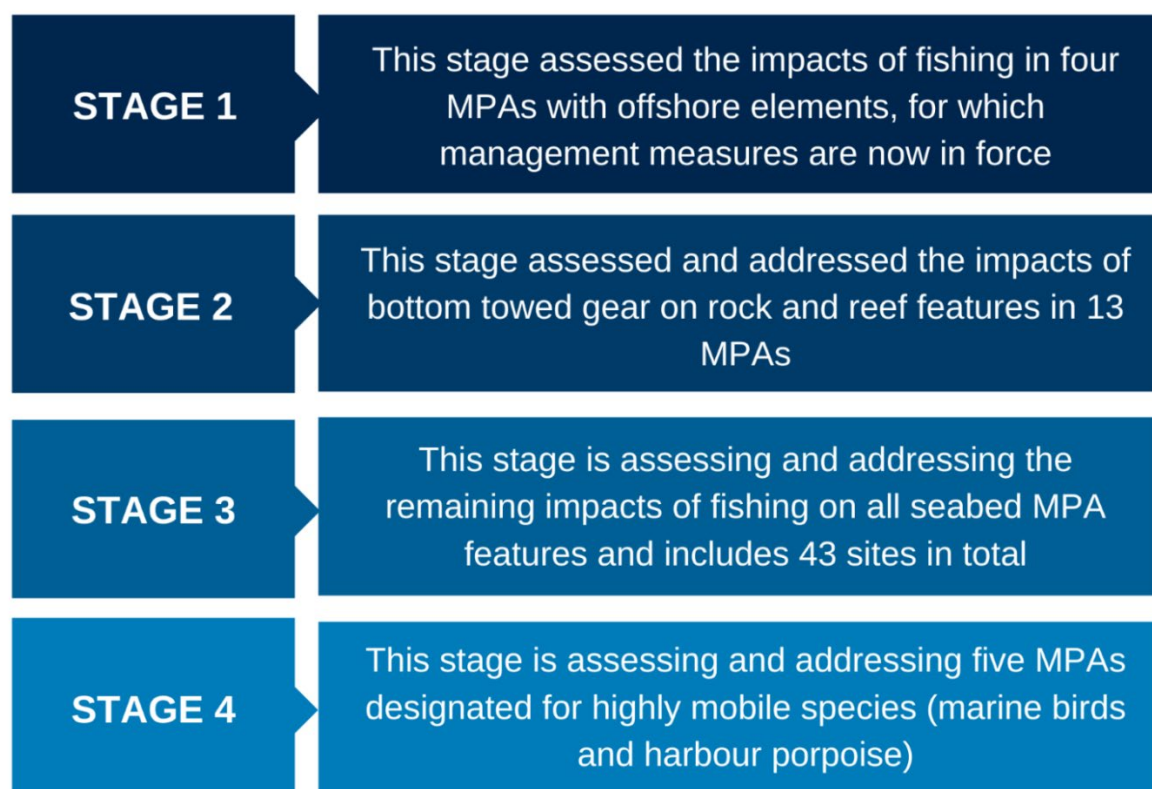 STAGE 1
This stage assessed the impacts of fishing in four
MPAs with offshore elements, for which
management measures are now in force
STAGE 2
This stage assessed and addressed the impacts of
bottom towed gear on rock and reef features in 13
MPAs
STAGE 3
This stage is assessing and addressing the
remaining impacts of fishing on all seabed MPA
features and includes 43 sites in total
STAGE 4
This stage is assessing and addressing five MPAs
designated for highly mobile species (marine birds
and harbour porpoise)